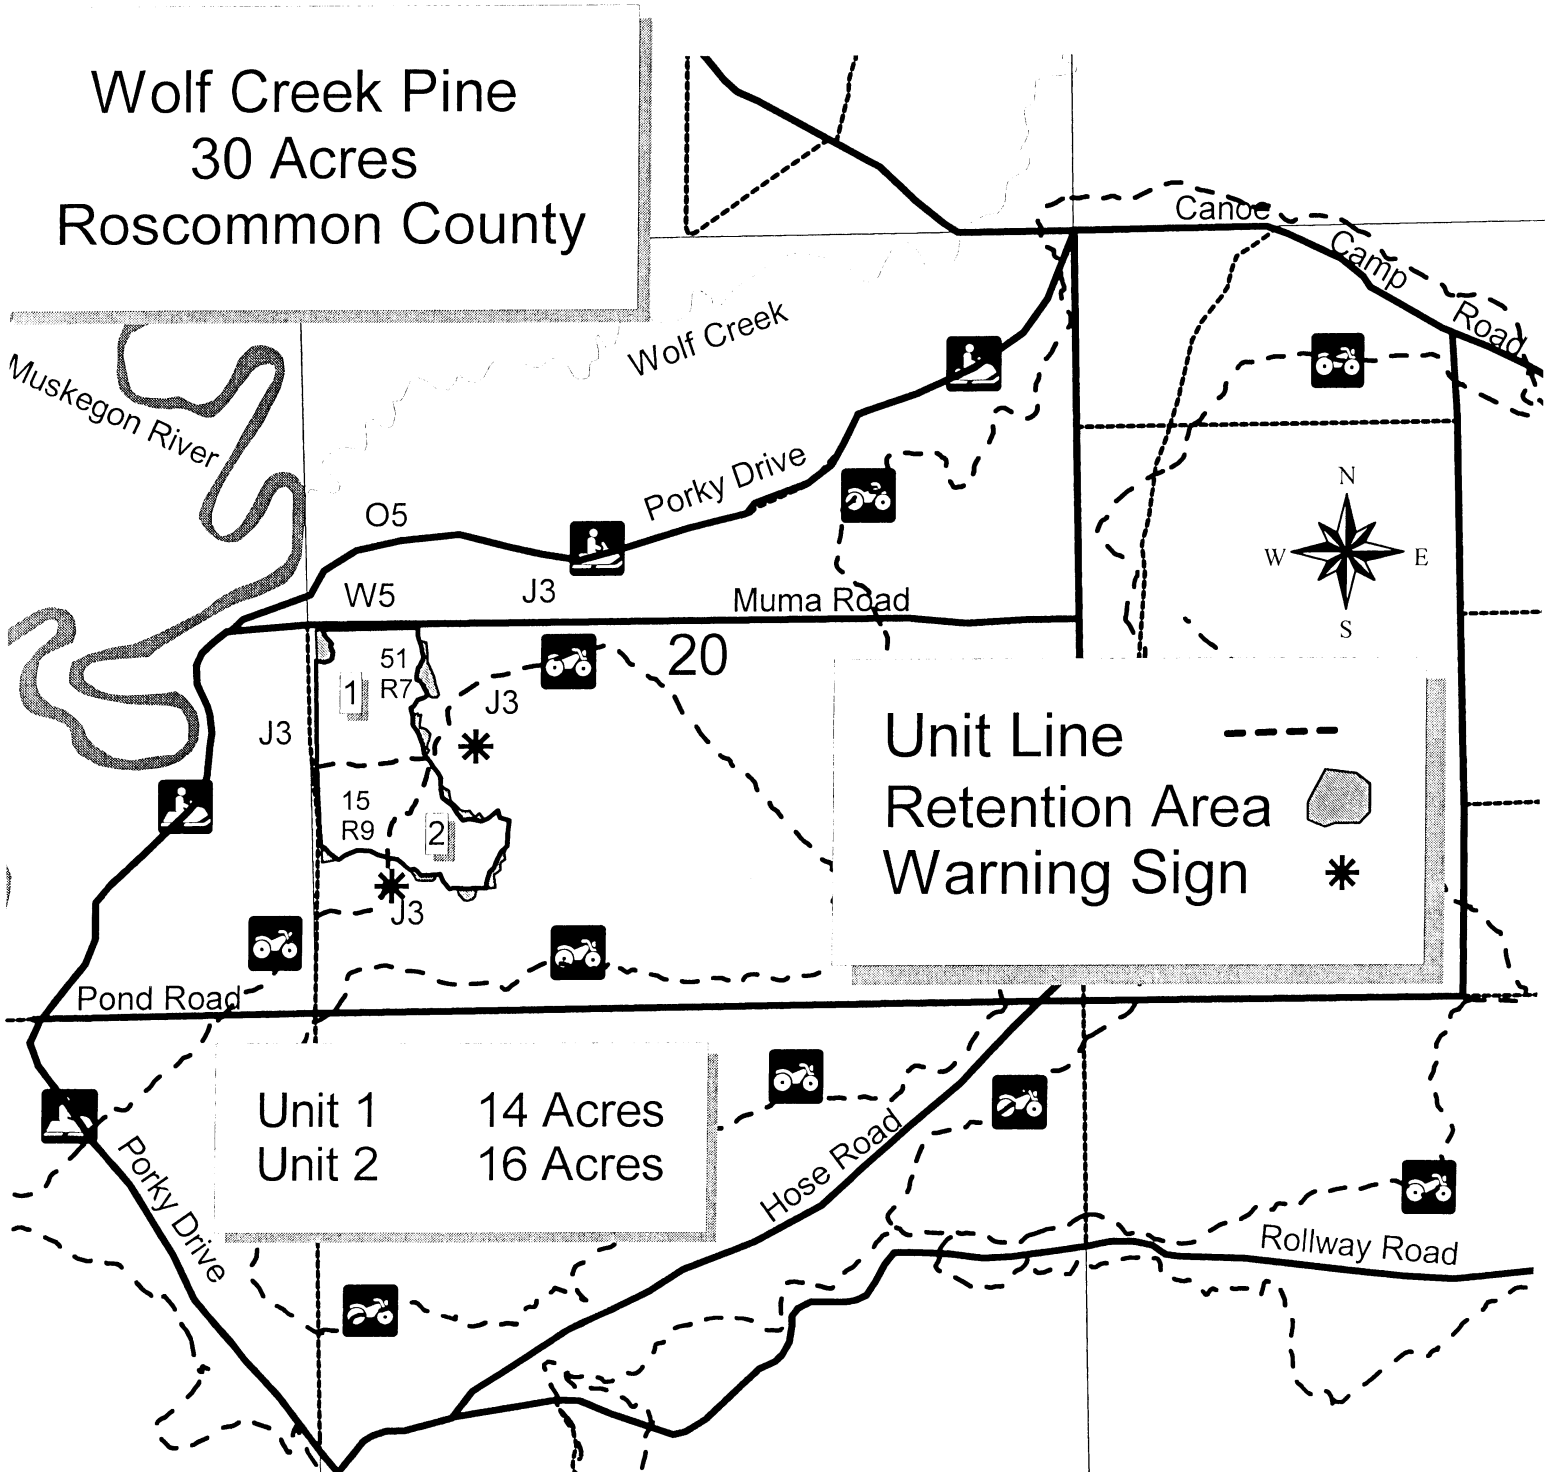 Wolf Creek Pine
30 Acres
Roscommon County
Canoe
Camp
Road
Wolf Creek
Muskegon River
Porky Drive
N
W
E
S
O5
W5
J3
Muma Road
20
51
R7
1
J3
J3
15
R9
2
J3
Unit Line
Retention Area
Warning Sign
Pond Road
Unit 1 14 Acres
Unit 2 16 Acres
Porky Drive
Hose Road
Rollway Road